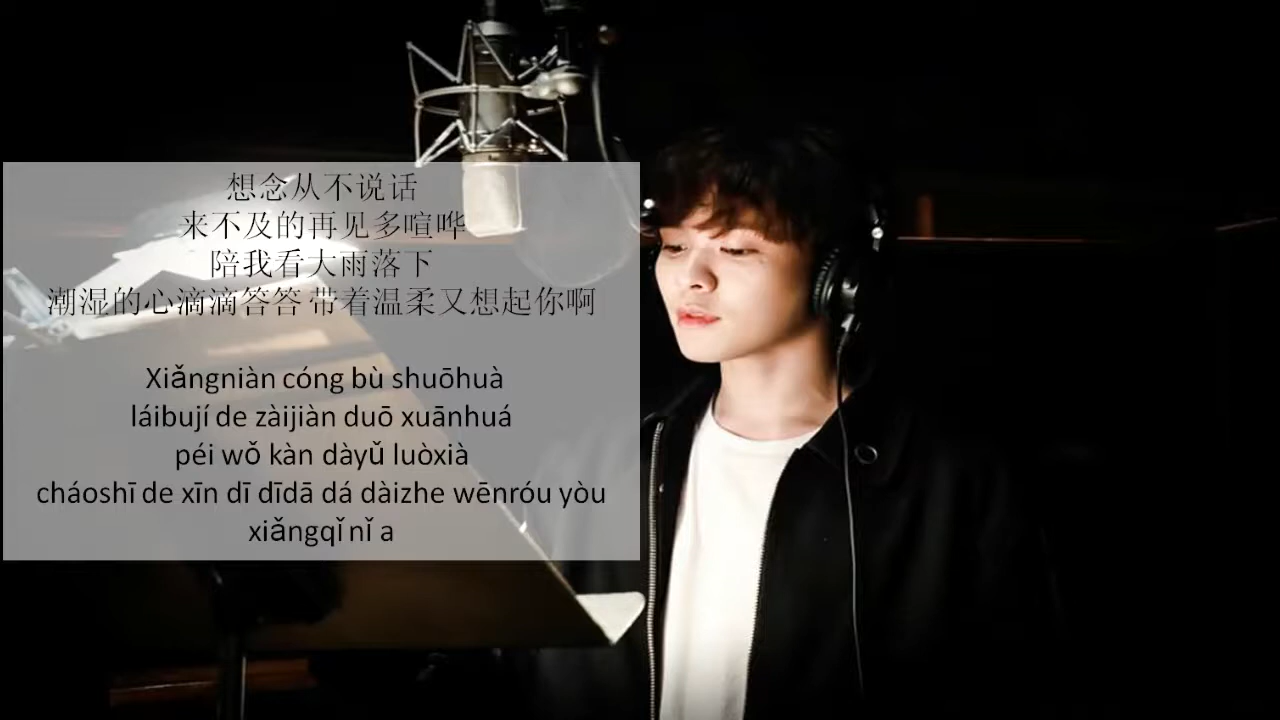 想念从不说话
来不及的再见多喧哗
陪我看大雨落下
潮湿的心滴滴答答 带着温柔又想起你啊
Xiǎngniàn cóng bù shuōhuà
láibují de zàijiàn duō xuānhuá
péi wǒ kàn dàyǔ luòxià
cháoshī de xīn dī dīdā dá dàizhe wēnróu yòu
xiǎngqǐ nǐ a